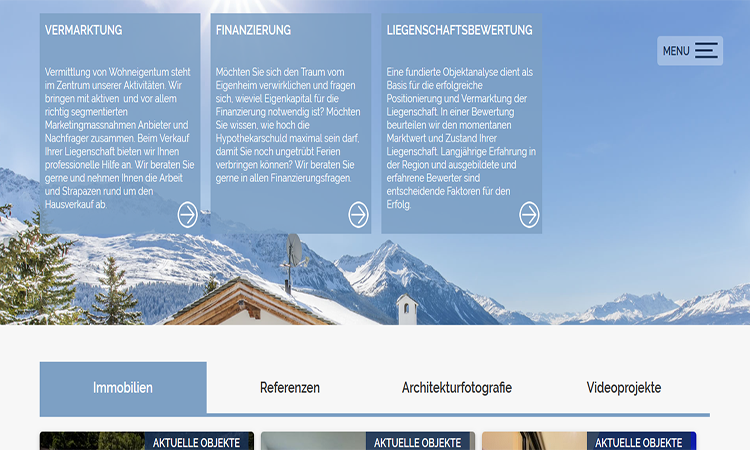 VERMARKTUNG
Vermittlung von Wohneigentum steht
im Zentrum unserer Aktivitäten. Wir
bringen mit aktiven und vor allem
richtig segmentierten
Marketingmassnahmen Anbieter und
Nachfrager zusammen. Beim Verkauf
Ihrer Liegenschaft bieten wir Ihnen
professionelle Hilfe an. Wir beraten Sie
gerne und nehmen Ihnen die Arbeit
und Strapazen rund um den
Hausverkauf ab.
FINANZIERUNG
Möchten Sie sich den Traum vom
Eigenheim verwirklichen und fragen
sich, wieviel Eigenkapital für die
Finanzierung notwendig ist? Möchten
Sie wissen, wie hoch die
Hypothekarschuld maximal sein darf,
damit Sie noch ungetrübt Ferien
verbringen können? Wir beraten Sie
gerne in allen Finanzierungsfragen.
LIEGENSCHAFTSBEWERTUNG
Eine fundierte Objektanalyse dient als
Basis für die erfolgreiche
Positionierung und Vermarktung der
Liegenschaft. In einer Bewertung
beurteilen wir den momentanen
Marktwert und Zustand Ihrer
Liegenschaft. Langjährige Erfahrung in
der Region und ausgebildete und
erfahrene Bewerter sind
entscheidende Faktoren für den
Erfolg.
MENU
Immobilien
Referenzen
Architekturfotografie
Videoprojekte
AKTUELLE OBJEKTE
AKTUELLE OBJEKTE
AKTUELLE OBJEKTE